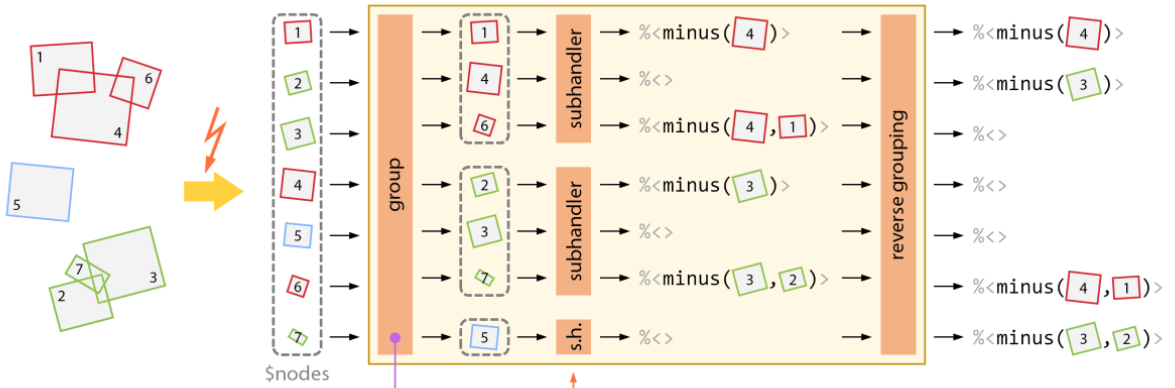 1 1 1 %<minus( 4 )> %<minus( 4 )>
6
4
2 4 %<> %<minus( 3 )>
3 6 subhandler %<minus( 4 , 1 )> %<>
5
4 group 2 %<minus( 3 )> reverse grouping %<>
5 3 %<> %<>
7
3
2
6 7 subhandler %<minus( 3 , 2 )> %<minus( 4 , 1 )>
7 5 s.h. %<> %<minus( 3 , 2 )>
$nodes